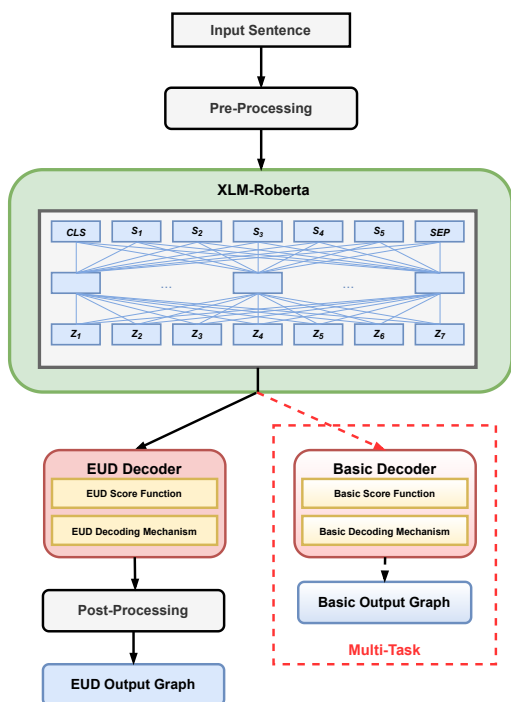 Input Sentence
Pre-Processing
XLM-Roberta
CLS S1 S2 S3 S4 S5 SEP
... ...
Z1 Z2 Z3 Z4 Z5 Z6 Z7
EUD Decoder
EUD Score Function
EUD Decoding Mechanism
Basic Decoder
Basic Score Function
Basic Decoding Mechanism
Post-Processing
Basic Output Graph
Multi-Task
EUD Output Graph